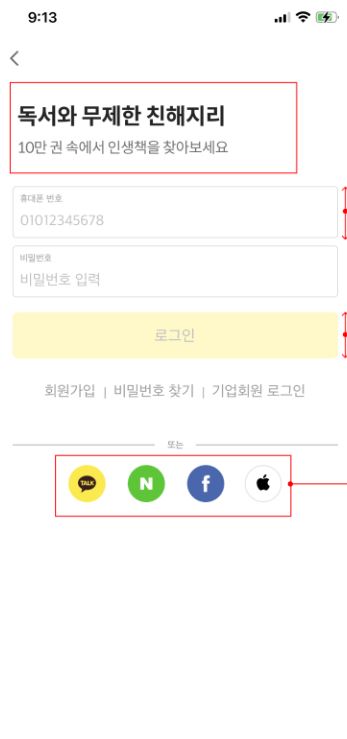 9:13
독서와 무제한 친해지리
10만 권 속에서 인생책을 찾아보세요
휴대폰 번호
01012345678
비밀번호
비밀번호 입력
로그인
회원가입 | 비밀번호 찾기 | 기업회원 로그인
또는
TALK N f